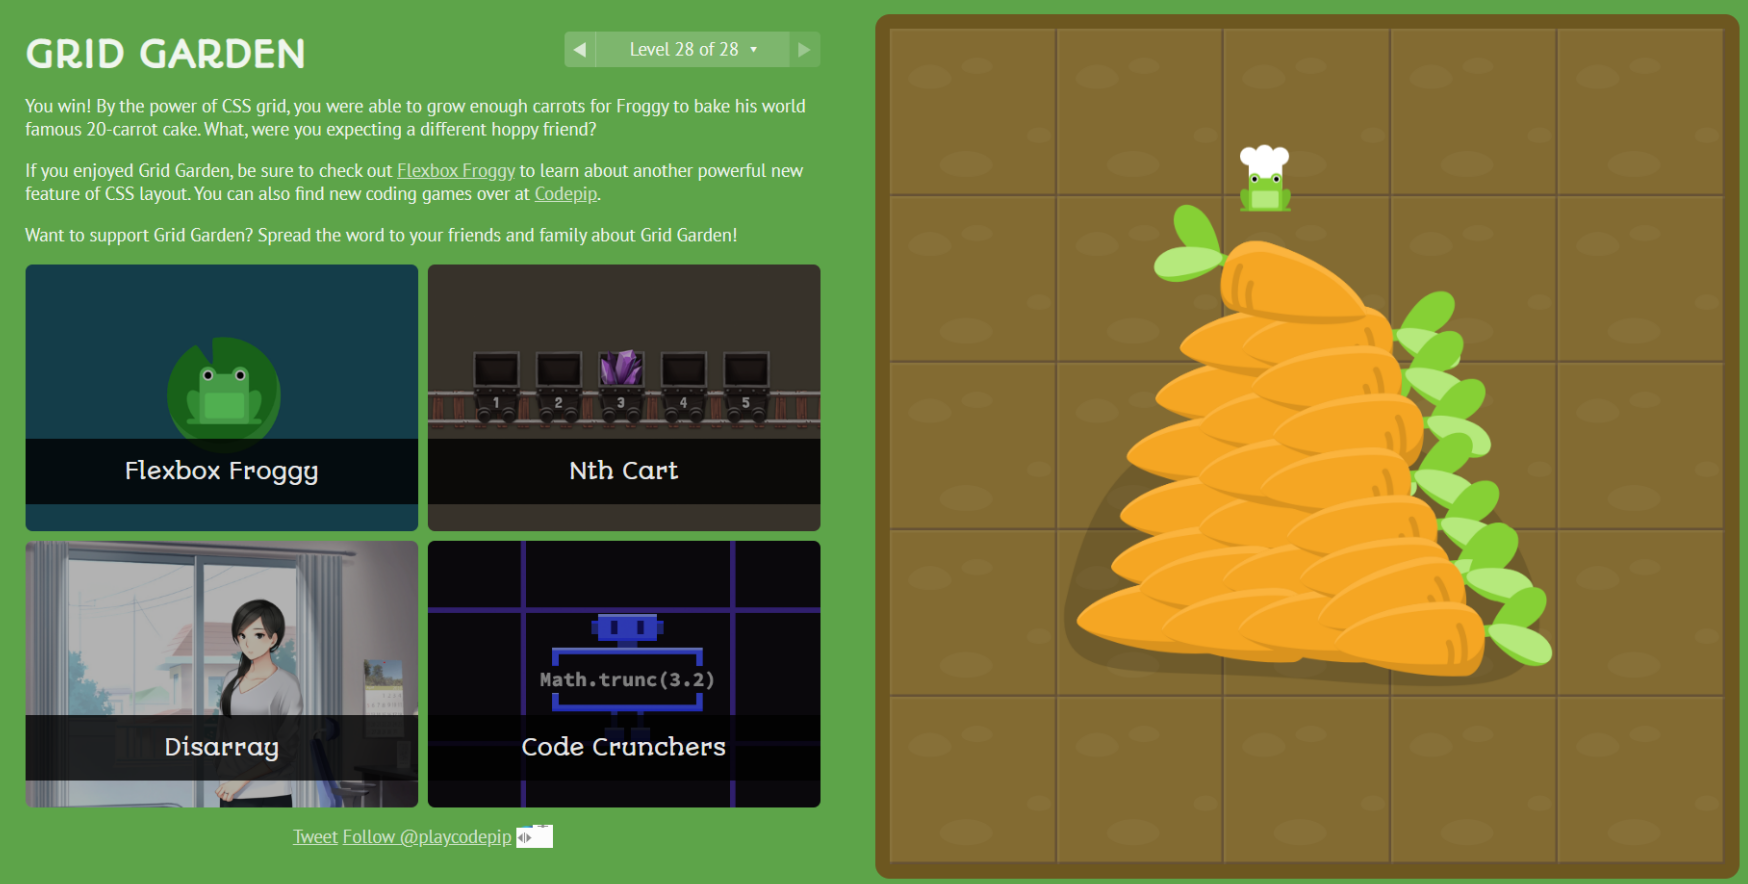 GRID GARDEN
Level 28 of 28
You win! By the power of CSS grid, you were able to grow enough carrots for Froggy to bake his world
famous 20-carrot cake. What, were you expecting a different hoppy friend?
If you enjoyed Grid Garden, be sure to check out Flexbox Froggy to learn about another powerful new
feature of CSS layout. You can also find new coding games over at Codepip.
Want to support Grid Garden? Spread the word to your friends and family about Grid Garden!
1 2 3 4 5
Flexbox Froggy
Nth Cart
Math.trunc(3.2)
Disarray
Code Crunchers
Tweet Follow @playcodepip